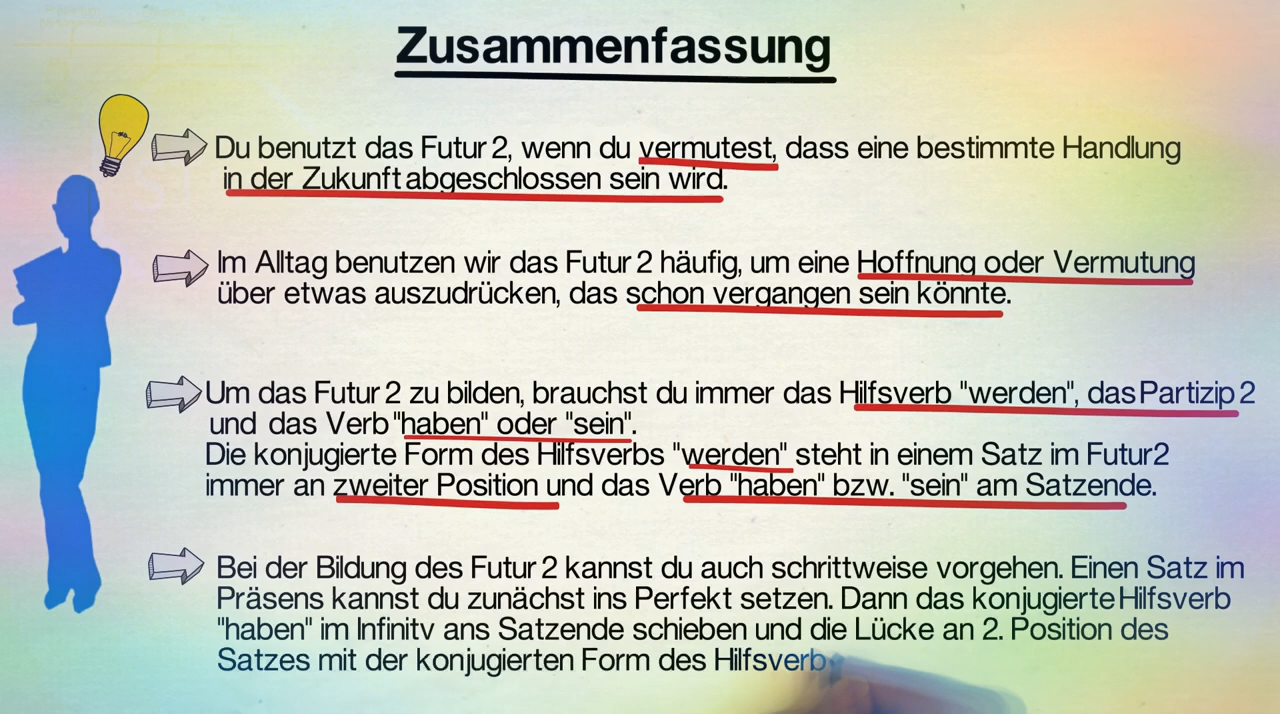 Zusammenfassung
Du benutzt das Futur 2, wenn du vermutest, dass eine bestimmte Handlung
in der Zukunft abgeschlossen sein wird.
Im Alltag benutzen wir das Futur 2 häufig, um eine Hoffnung oder Vermutung
über etwas auszudrücken, das schon vergangen sein könnte.
Um das Futur 2 zu bilden, brauchst du immer das Hilfsverb "werden", das Partizip 2
und das Verb "haben" oder "sein".
Die konjugierte Form des Hilfsverbs "werden" steht in einem Satz im Futur2
immer an zweiter Position und das Verb "haben" bzw. "sein" am Satzende.
Bei der Bildung des Futur 2 kannst du auch schrittweise vorgehen. Einen Satz im
Präsens kannst du zunächst ins Perfekt setzen. Dann das konjugierte Hilfsverb
"haben" im Infinitv ans Satzende schieben und die Lücke an 2. Position des
Satzes mit der konjugierten Form des Hilfsverb